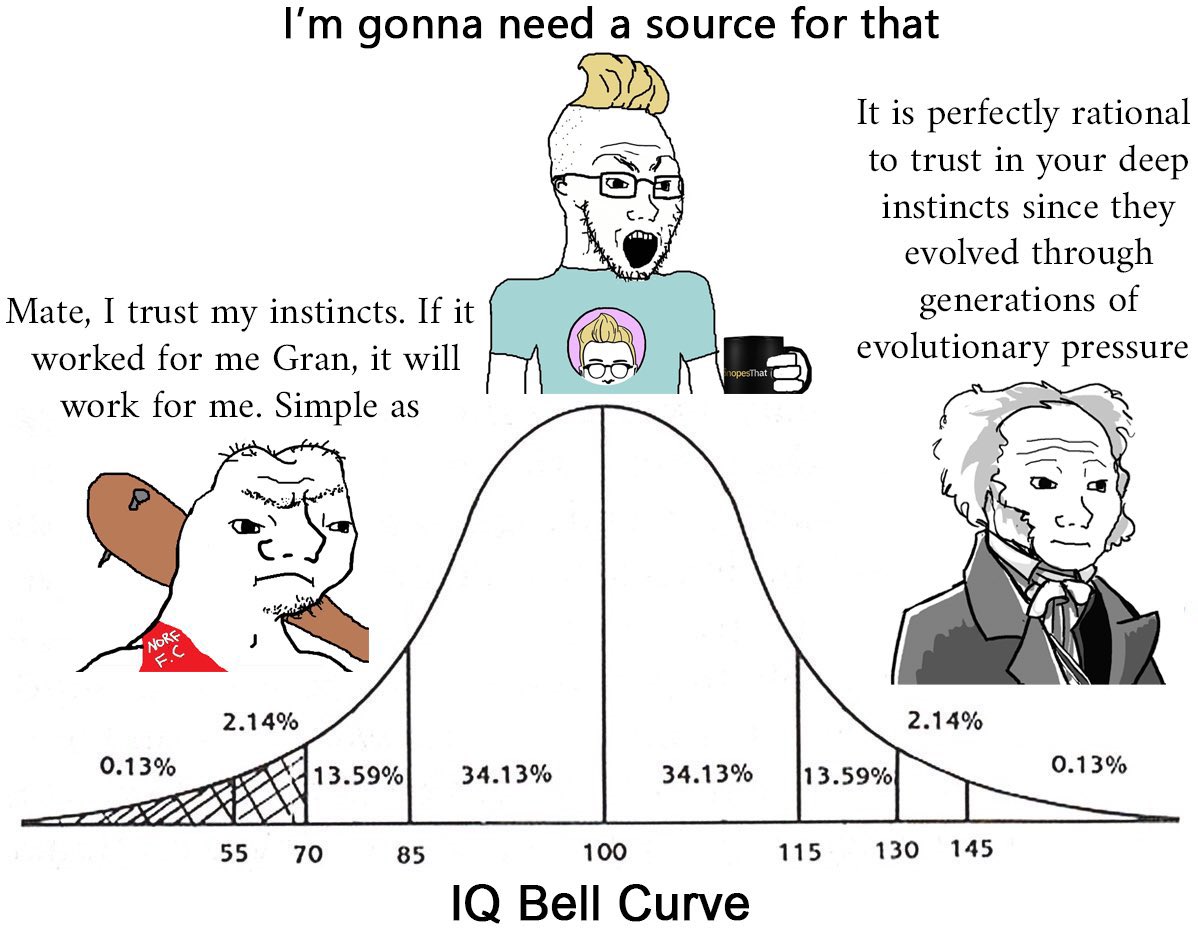 I'm gonna need a source for that
It is perfectly rational
to trust in your deep
instincts since they
evolved through
generations of
evolutionary pressure
Mate, I trust my instincts. If it
worked for me Gran, it will
work for me. Simple as
nopesThat
NORF
F.C
2.14%
2.14%
0.13%
13.59%
34.13%
34.13%
13.59%
0.13%
55
70
85
100
115
130
145
IQ Bell Curve